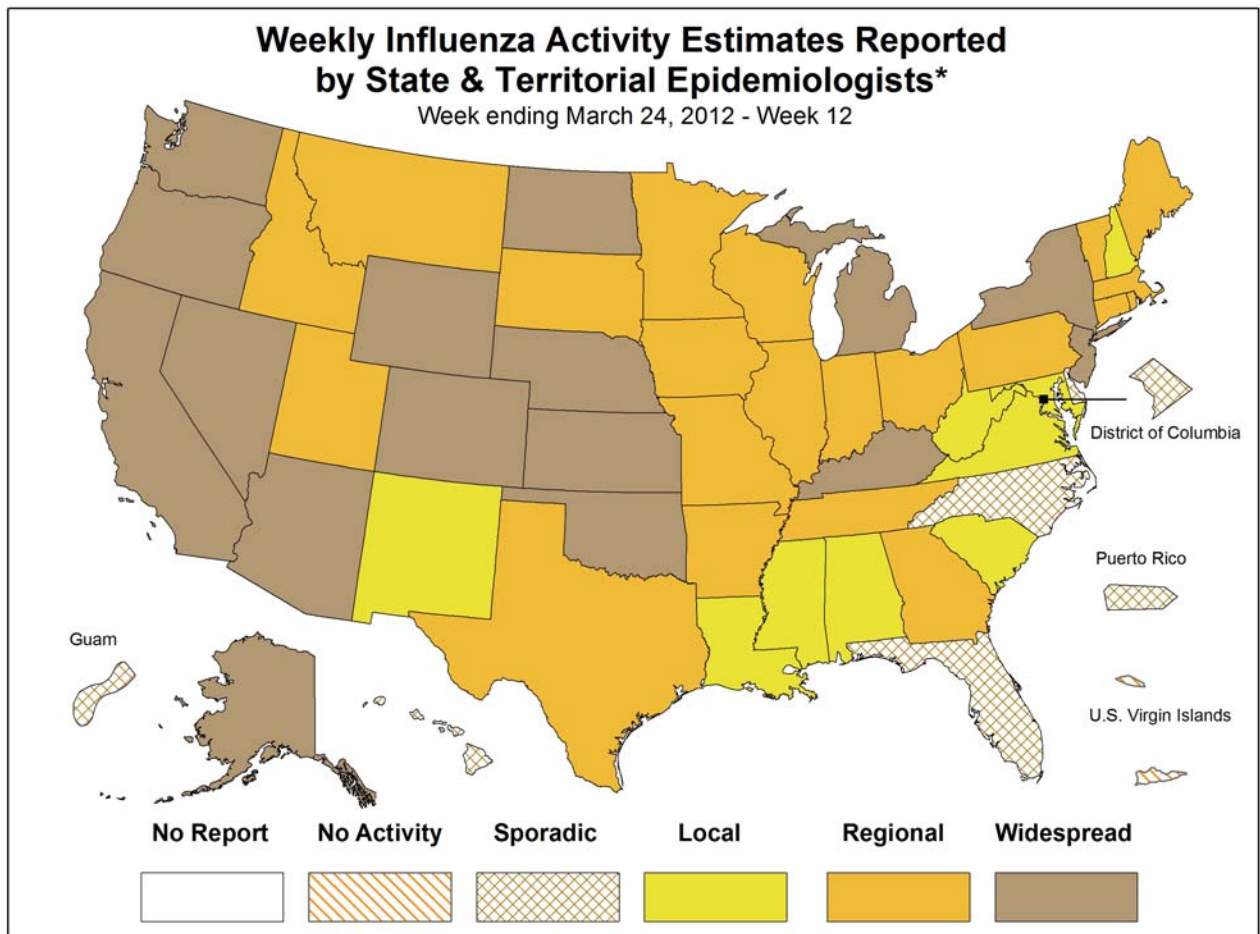 Weekly Influenza Activity Estimates Reported
by State & Territorial Epidemiologists*
Week ending March 24, 2012 - Week 12
District of Columbia
Puerto Rico
Guam
U.S. Virgin Islands
No Report No Activity Sporadic Local Regional Widespread